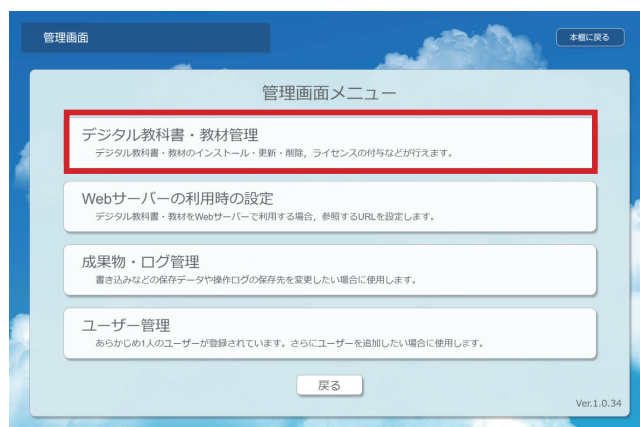 管理画面
本棚に戻る
管理画面メニュー
デジタル教科書・教材管理
デジタル教科書・教材のインストール・更新・削除，ライセンスの付与などが行えます。
Webサーバーの利用時の設定
デジタル教科書・教材をWebサーバーで利用する場合，参照するURLを設定します。
成果物・ログ管理
書き込みなどの保存データや操作ログの保存先を変更したい場合に使用します。
ユーザー管理
あらかじめ1人のユーザーが登録されています。さらにユーザーを追加したい場合に使用します。
戻る
Ver.1.0.34